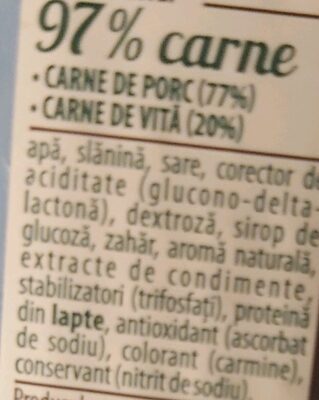 97% carne
• CARNE DE PORC (77%)
• CARNE DE VITĂ (20%)
apă, slănină, sare, corector de
aciditate (glucono-delta-
lactonă), dextroză, sirop de
glucoză, zahăr, aromă naturală,
extracte de condimente,
stabilizatori (trifosfați), proteină
din lapte, antioxidant (ascorbat
de sodiu), colorant (carmine),
conservant (nitrit de sodiu).